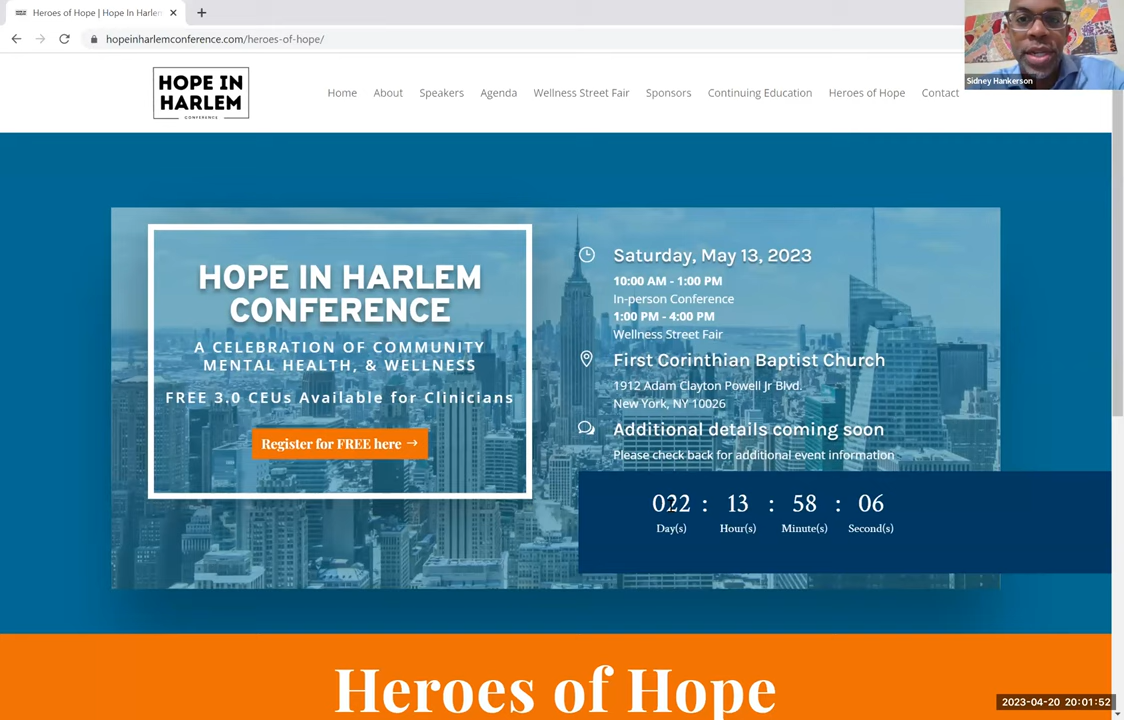 Heroes of Hope | Hope In Harlem
hopeinharlemconference.com/heroes-of-hope/
Sidney Hankerson
HOPE IN
HARLEM
CONFERENCE
Home About Speakers Agenda Wellness Street Fair Sponsors Continuing Education Heroes of Hope Contact
HOPE IN HARLEM
CONFERENCE
A CELEBRATION OF COMMUNITY
MENTAL HEALTH, & WELLNESS
FREE 3.0 CEUs Available for Clinicians
Register for FREE here →
Saturday, May 13, 2023
10:00 AM - 1:00 PM
In-person Conference
1:00 PM - 4:00 PM
Wellness Street Fair
First Corinthian Baptist Church
1912 Adam Clayton Powell Jr Blvd.
New York, NY 10026
Additional details coming soon
Please check back for additional event information
022 : 13 : 58 : 06
Day(s) Hour(s) Minute(s) Second(s)
Heroes of Hope
2023-04-20 20:01:52